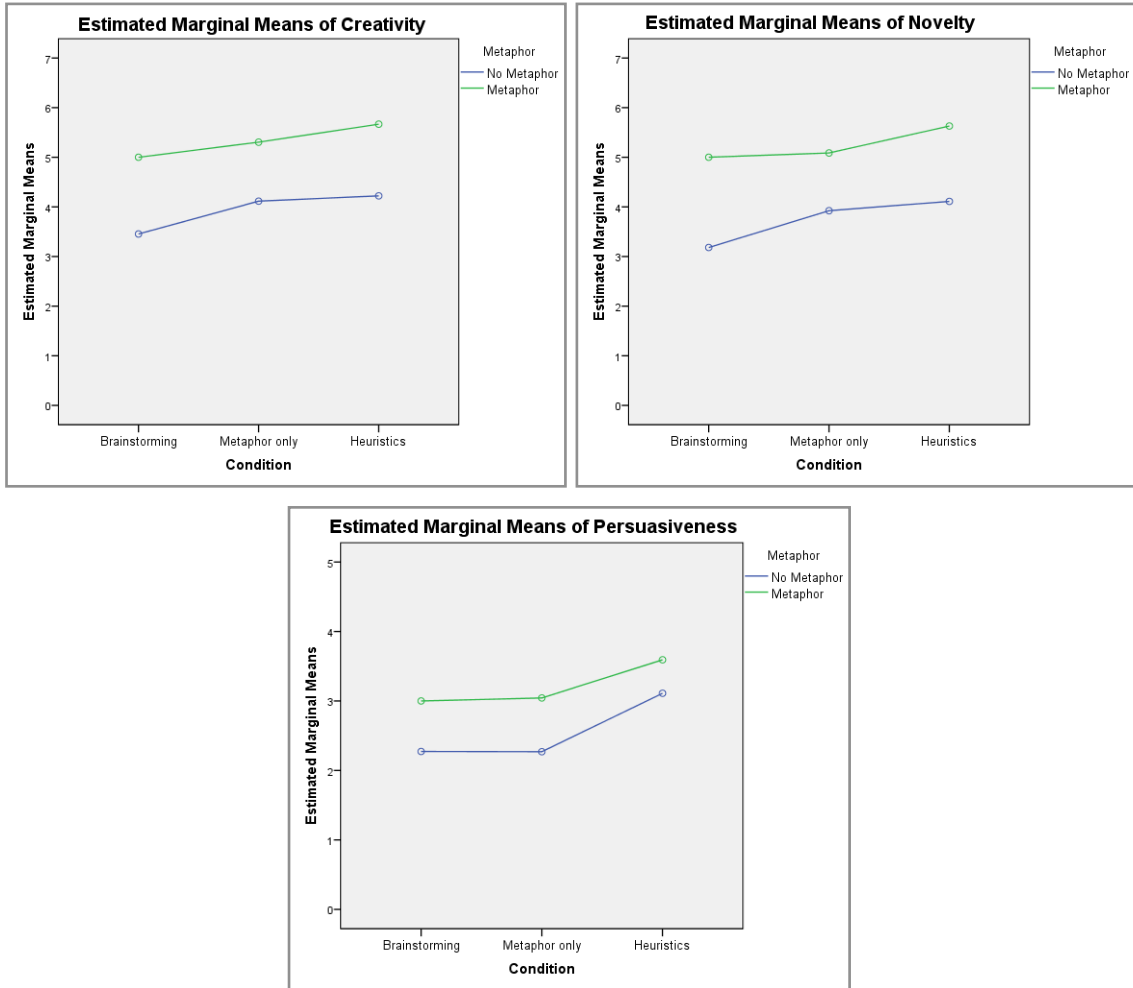 Estimated Marginal Means of Creativity
Metaphor
No Metaphor
Metaphor
7
6
5
4
3
2
1
0
Estimated Marginal Means
Brainstorming Metaphor only Heuristics
Condition
Estimated Marginal Means of Novelty
Metaphor
No Metaphor
Metaphor
7
6
5
4
3
2
1
0
Estimated Marginal Means
Brainstorming Metaphor only Heuristics
Condition
Estimated Marginal Means of Persuasiveness
Metaphor
No Metaphor
Metaphor
5
4
3
2
1
0
Estimated Marginal Means
Brainstorming Metaphor only Heuristics
Condition